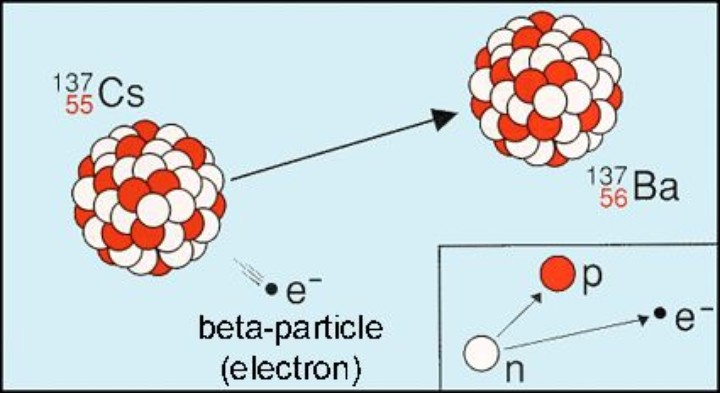 137
55 Cs
137
56 Ba
e−
beta-particle
(electron)
p
e−
n